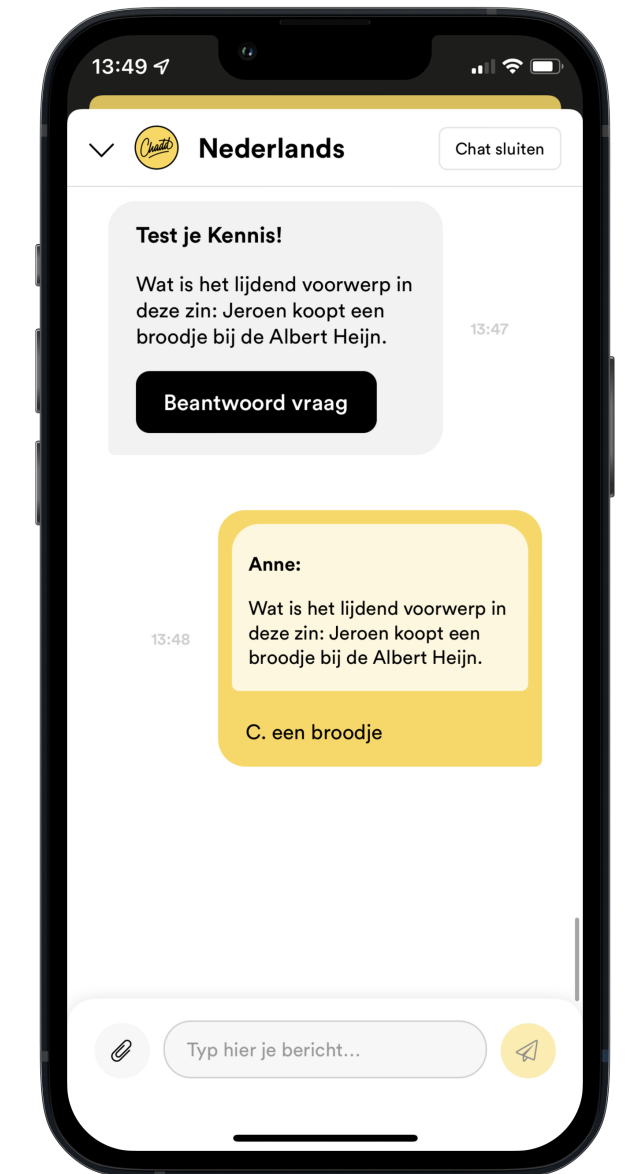 13:49
Chadd
Nederlands
Chat sluiten
Test je Kennis!
Wat is het lijdend voorwerp in
deze zin: Jeroen koopt een
broodje bij de Albert Heijn.
13:47
Beantwoord vraag
Anne:
Wat is het lijdend voorwerp in
deze zin: Jeroen koopt een
broodje bij de Albert Heijn.
13:48
C. een broodje
Typ hier je bericht...